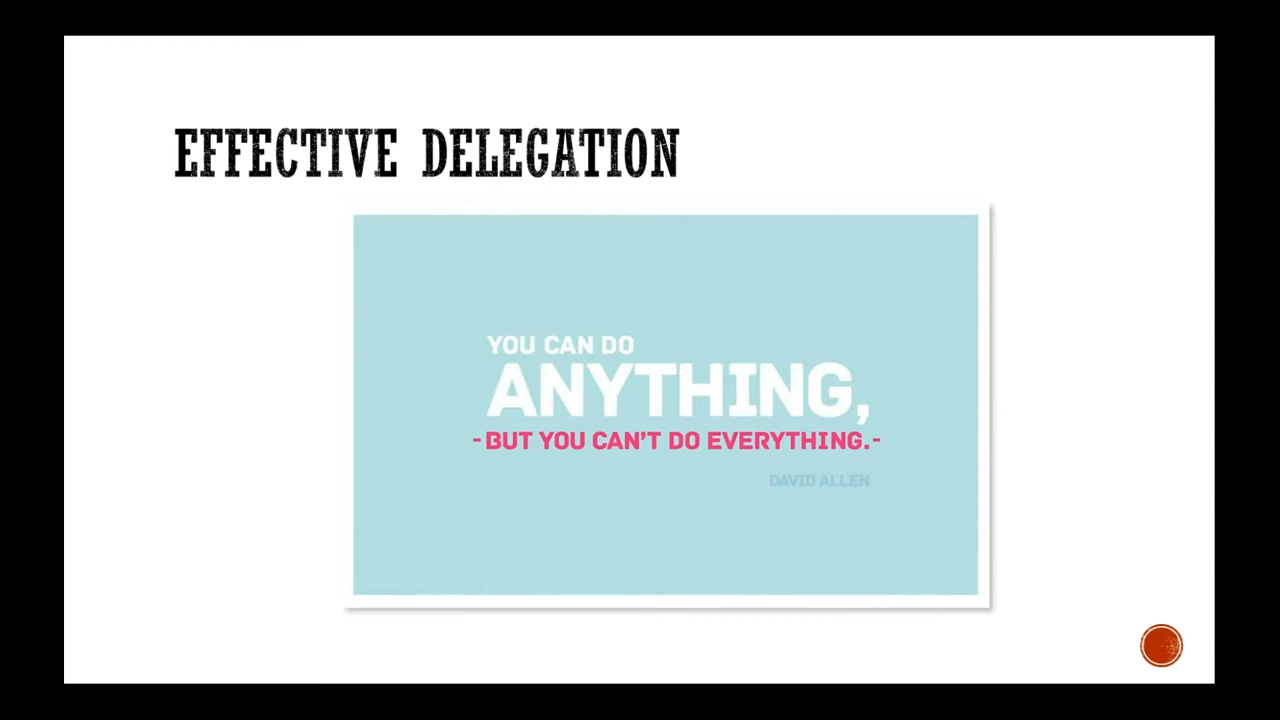 EFFECTIVE DELEGATION
YOU CAN DO
ANYTHING,
-BUT YOU CAN'T DO EVERYTHING.-
DAVID ALLEN